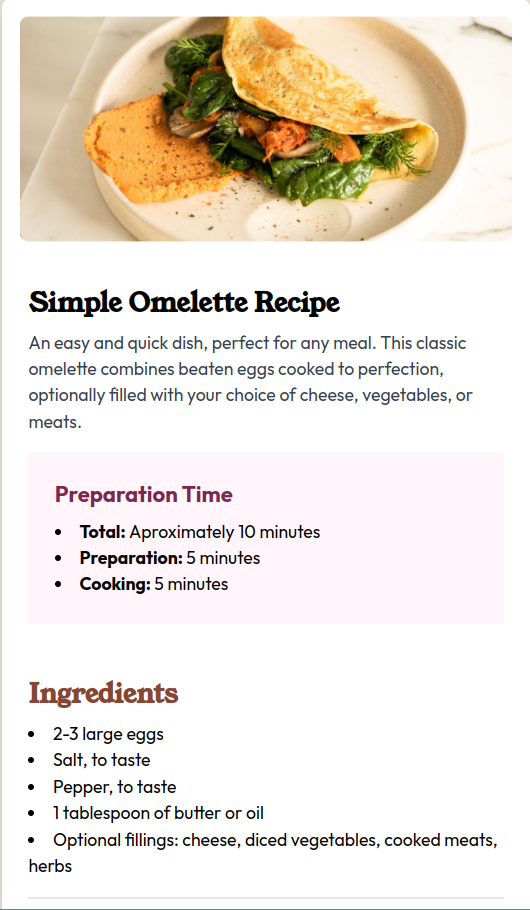 Simple Omelette Recipe
An easy and quick dish, perfect for any meal. This classic
omelette combines beaten eggs cooked to perfection,
optionally filled with your choice of cheese, vegetables, or
meats.
Preparation Time
• Total: Aproximately 10 minutes
• Preparation: 5 minutes
• Cooking: 5 minutes
Ingredients
• 2-3 large eggs
• Salt, to taste
• Pepper, to taste
• 1 tablespoon of butter or oil
• Optional fillings: cheese, diced vegetables, cooked meats,
herbs